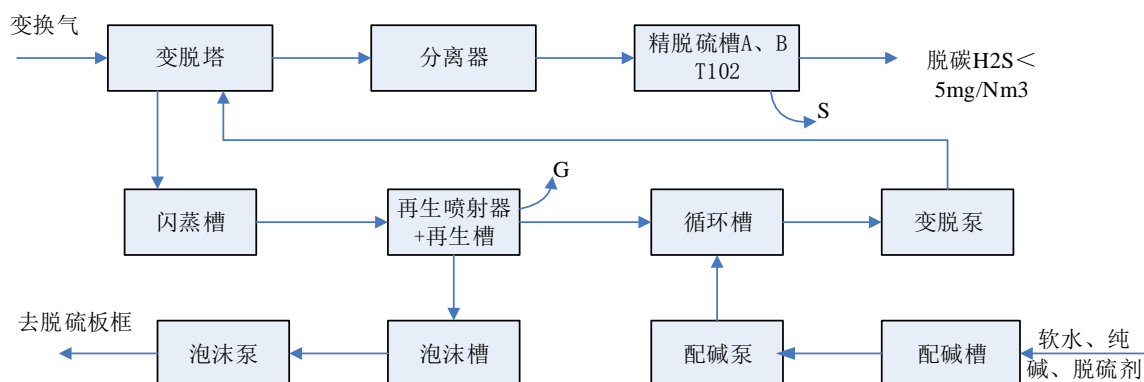 变换气
变脱塔
分离器
精脱硫槽A、B
T102
脱碳H2S＜
5mg/Nm3
S
G
闪蒸槽
再生喷射器
+再生槽
循环槽
变脱泵
去脱硫板框
泡沫泵
泡沫槽
配碱泵
配碱槽
软水、纯
碱、脱硫剂